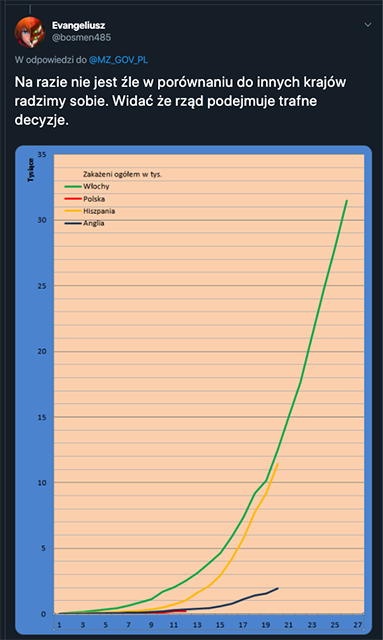 Evangeliusz
@bosmen485
W odpowiedzi do @MZ_GOV_PL
Na razie nie jest źle w porównaniu do innych krajów
radzimy sobie. Widać że rząd podejmuje trafne
decyzje.
Tysiące
Zakażeni ogółem w tys.
Włochy
Polska
Hiszpania
Anglia
35
30
25
20
15
10
5
0
1 3 5 7 9 11 13 15 17 19 21 23 25 27